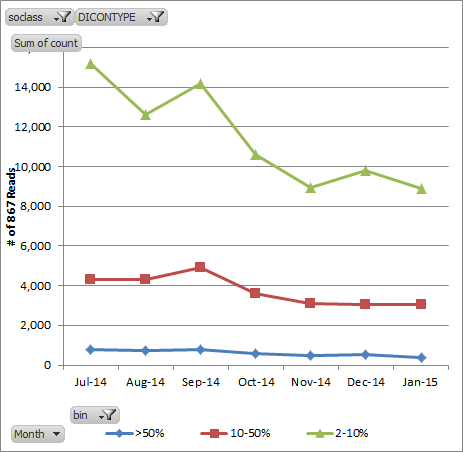 soclass DICONTYPE
Sum of count
14,000
12,000
10,000
8,000
6,000
4,000
2,000
0
# of 867 Reads
Jul-14 Aug-14 Sep-14 Oct-14 Nov-14 Dec-14 Jan-15
bin
Month >50% 10-50% 2-10%